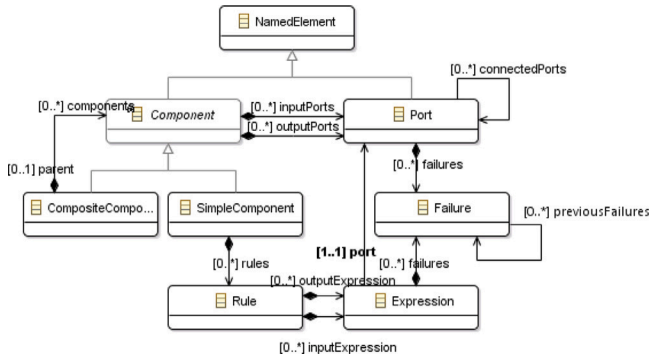 NamedElement
[0..*] connectedPorts
[0..*] components
Component
[0..*] inputPorts
Port
[0..*] outputPorts
[0..1] parent
[0..*] failures
CompositeCompo...
SimpleComponent
Failure
[0..*] previousFailures
[1..1] port
[0..*] rules
[0..*] failures
[0..*] outputExpression
Rule
Expression
[0..*] inputExpression